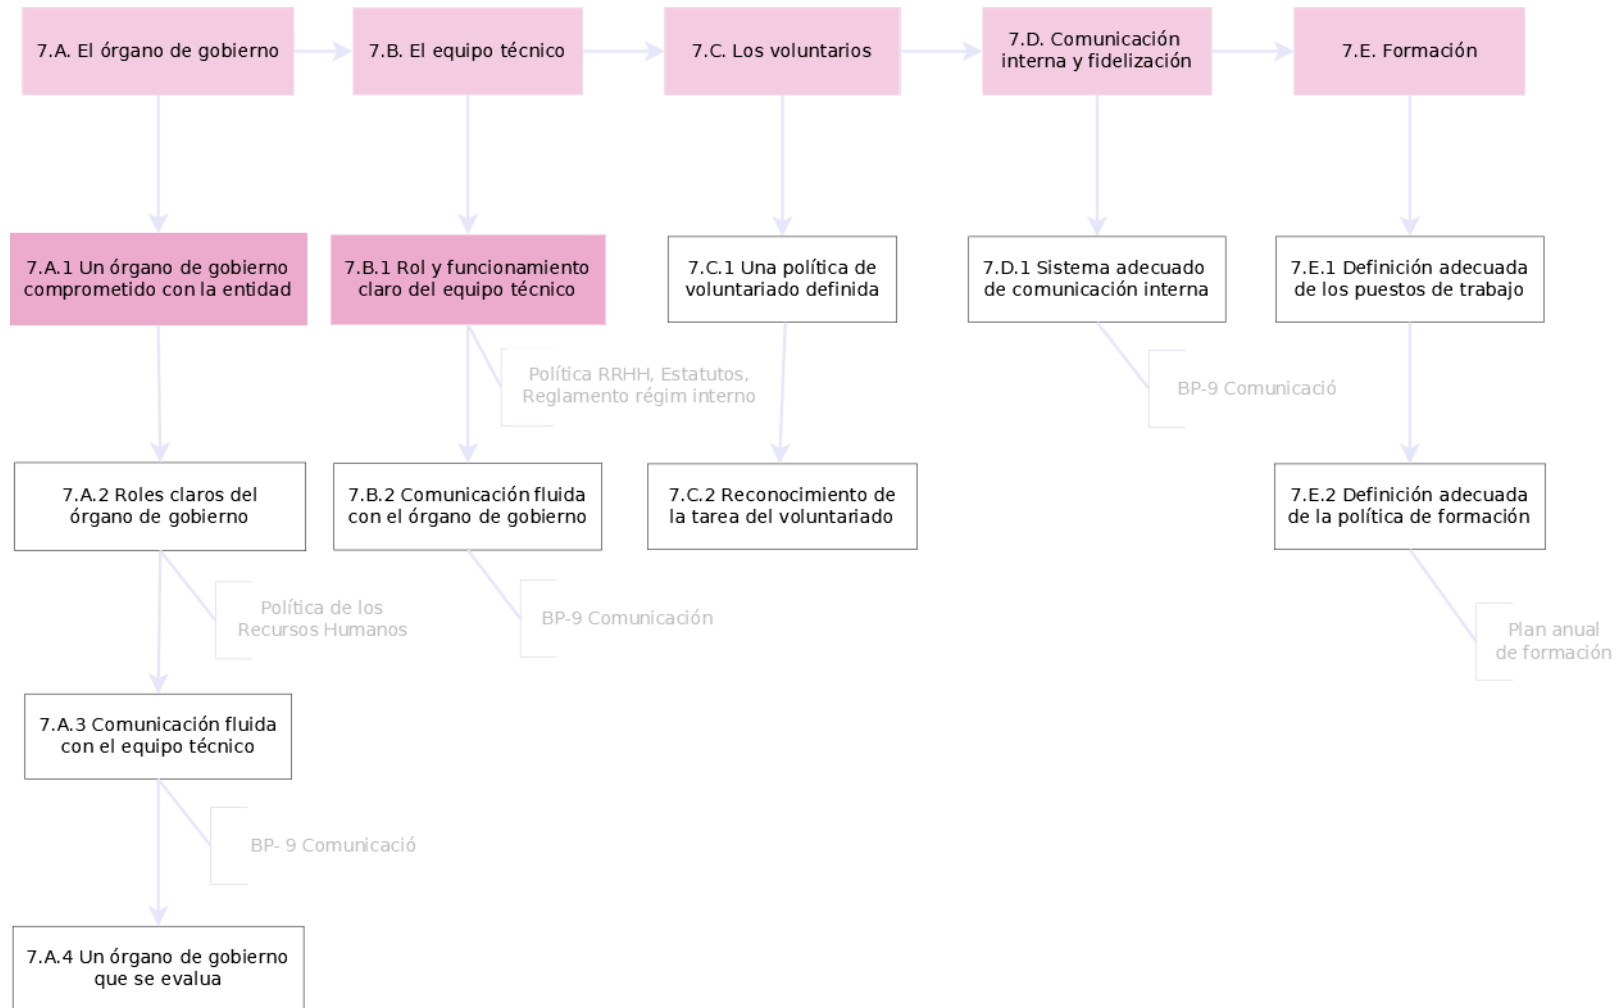 7.A. El órgano de gobierno
7.B. El equipo técnico
7.C. Los voluntarios
7.D. Comunicación
interna y fidelización
7.E. Formación
7.A.1 Un órgano de gobierno
comprometido con la entidad
7.B.1 Rol y funcionamiento
claro del equipo técnico
7.C.1 Una política de
voluntariado definida
7.D.1 Sistema adecuado
de comunicación interna
7.E.1 Definición adecuada
de los puestos de trabajo
Política RRHH, Estatutos,
Reglamento régim interno
BP-9 Comunicació
7.A.2 Roles claros del
órgano de gobierno
7.B.2 Comunicación fluida
con el órgano de gobierno
7.C.2 Reconocimiento de
la tarea del voluntariado
7.E.2 Definición adecuada
de la política de formación
Política de los
Recursos Humanos
BP-9 Comunicación
Plan anual
de formación
7.A.3 Comunicación fluida
con el equipo técnico
BP- 9 Comunicació
7.A.4 Un órgano de gobierno
que se evalua